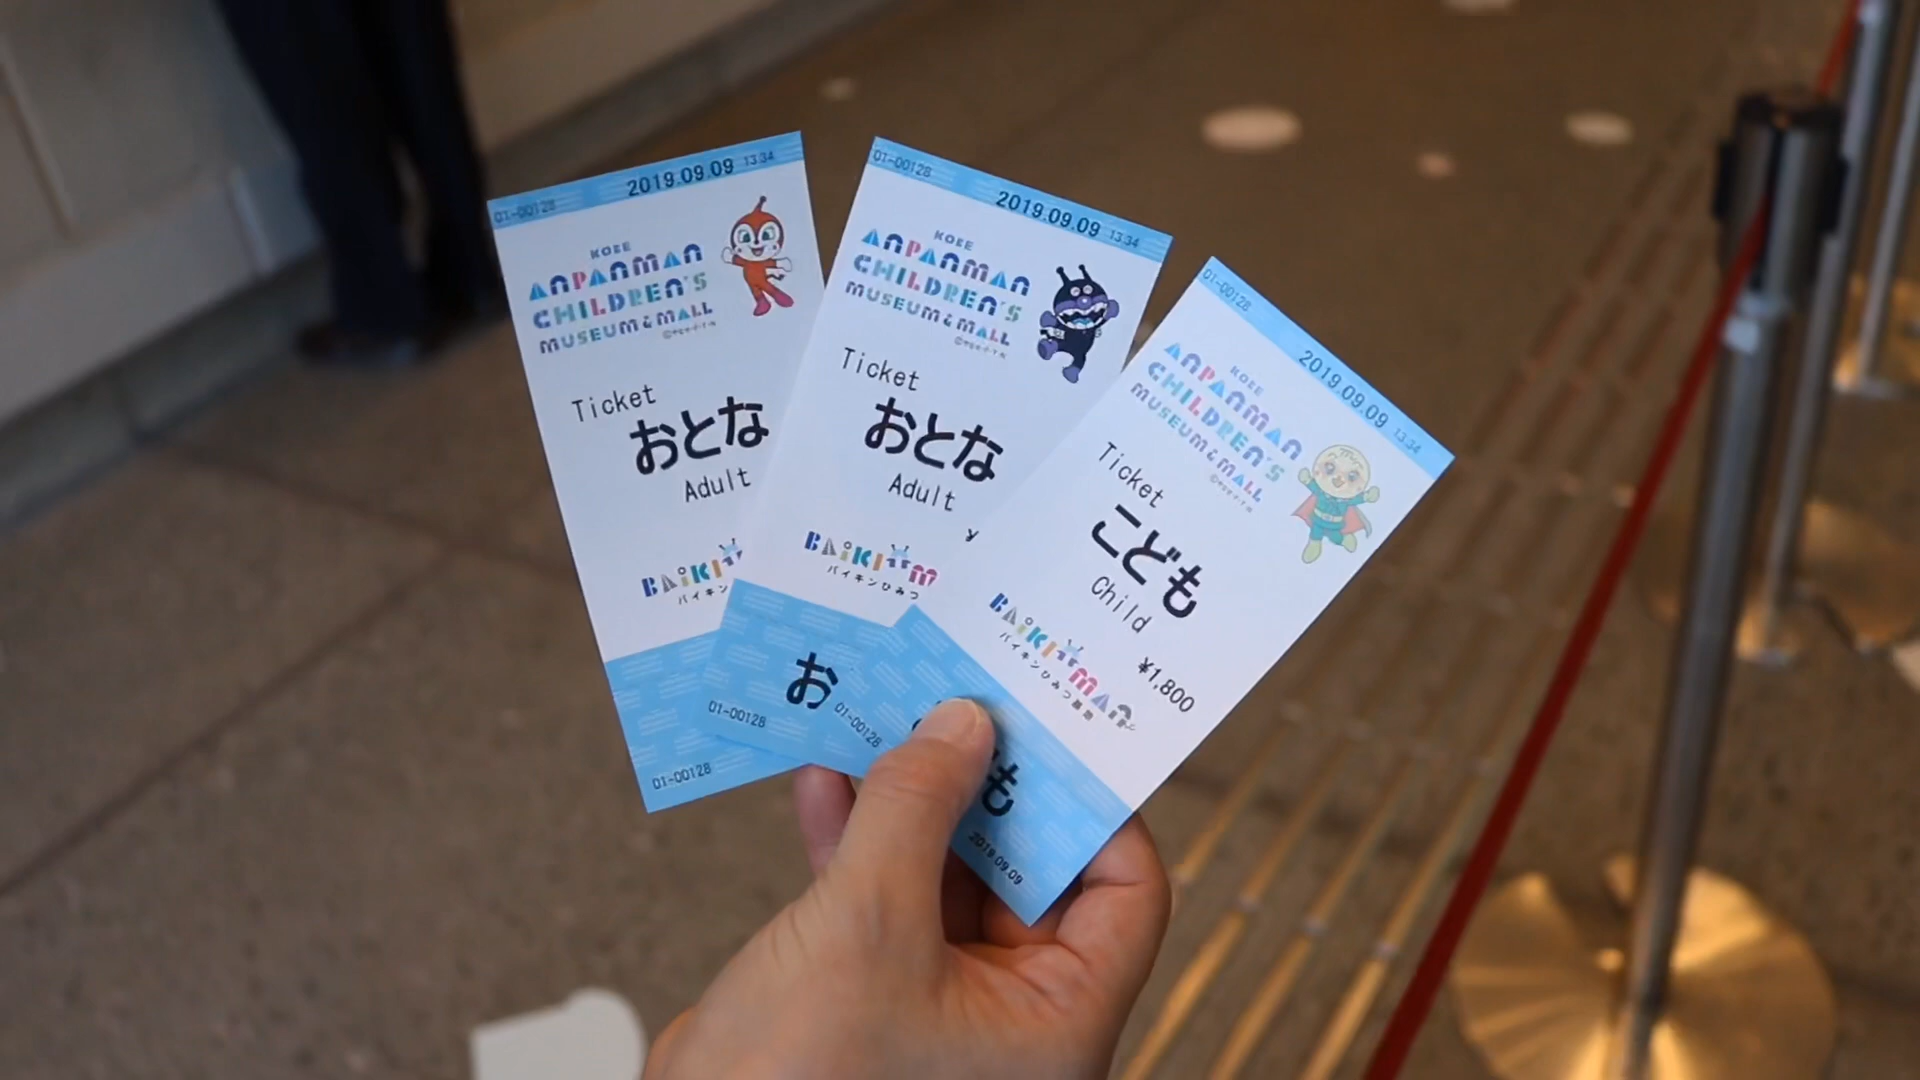 01-00128 2019.09.09 13:34
KOBE
ANPANMAN
CHILDREN'S
MUSEUM & MALL
Ticket
おとな
Adult
BAiKi
バイキン
01-00128
01-00128 2019.09.09 13:34
KOBE
ANPANMAN
CHILDREN'S
MUSEUM & MALL
Ticket
おとな
Adult
¥
BAiKi
バイキンひみつ
お
01-00128
01-00128 2019.09.09 13:34
KOBE
ANPANMAN
CHILDREN'S
MUSEUM & MALL
Ticket
こども
Child
¥1,800
BAiKiNMAN
バイキンひみつ基地
も
01-00128 2019.09.09